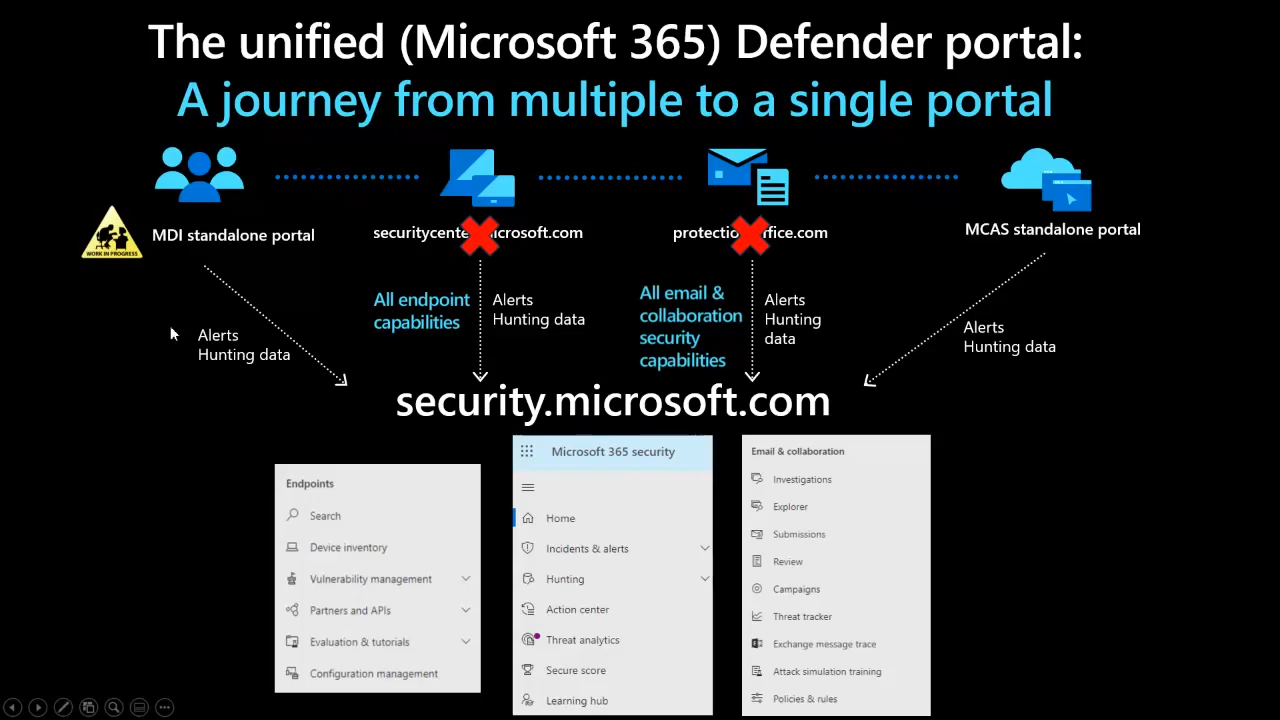 The unified (Microsoft 365) Defender portal:
A journey from multiple to a single portal
WORK IN PROGRESS
MDI standalone portal
securitycenter.microsoft.com
protection.office.com
MCAS standalone portal
Alerts
Hunting data
All endpoint
capabilities
Alerts
Hunting data
All email &
collaboration
security
capabilities
Alerts
Hunting
data
Alerts
Hunting data
security.microsoft.com
Endpoints
Search
Device inventory
Vulnerability management
Partners and APIs
Evaluation & tutorials
Configuration management
Microsoft 365 security
Home
Incidents & alerts
Hunting
Action center
Threat analytics
Secure score
Learning hub
Email & collaboration
Investigations
Explorer
Submissions
Review
Campaigns
Threat tracker
Exchange message trace
Attack simulation training
Policies & rules